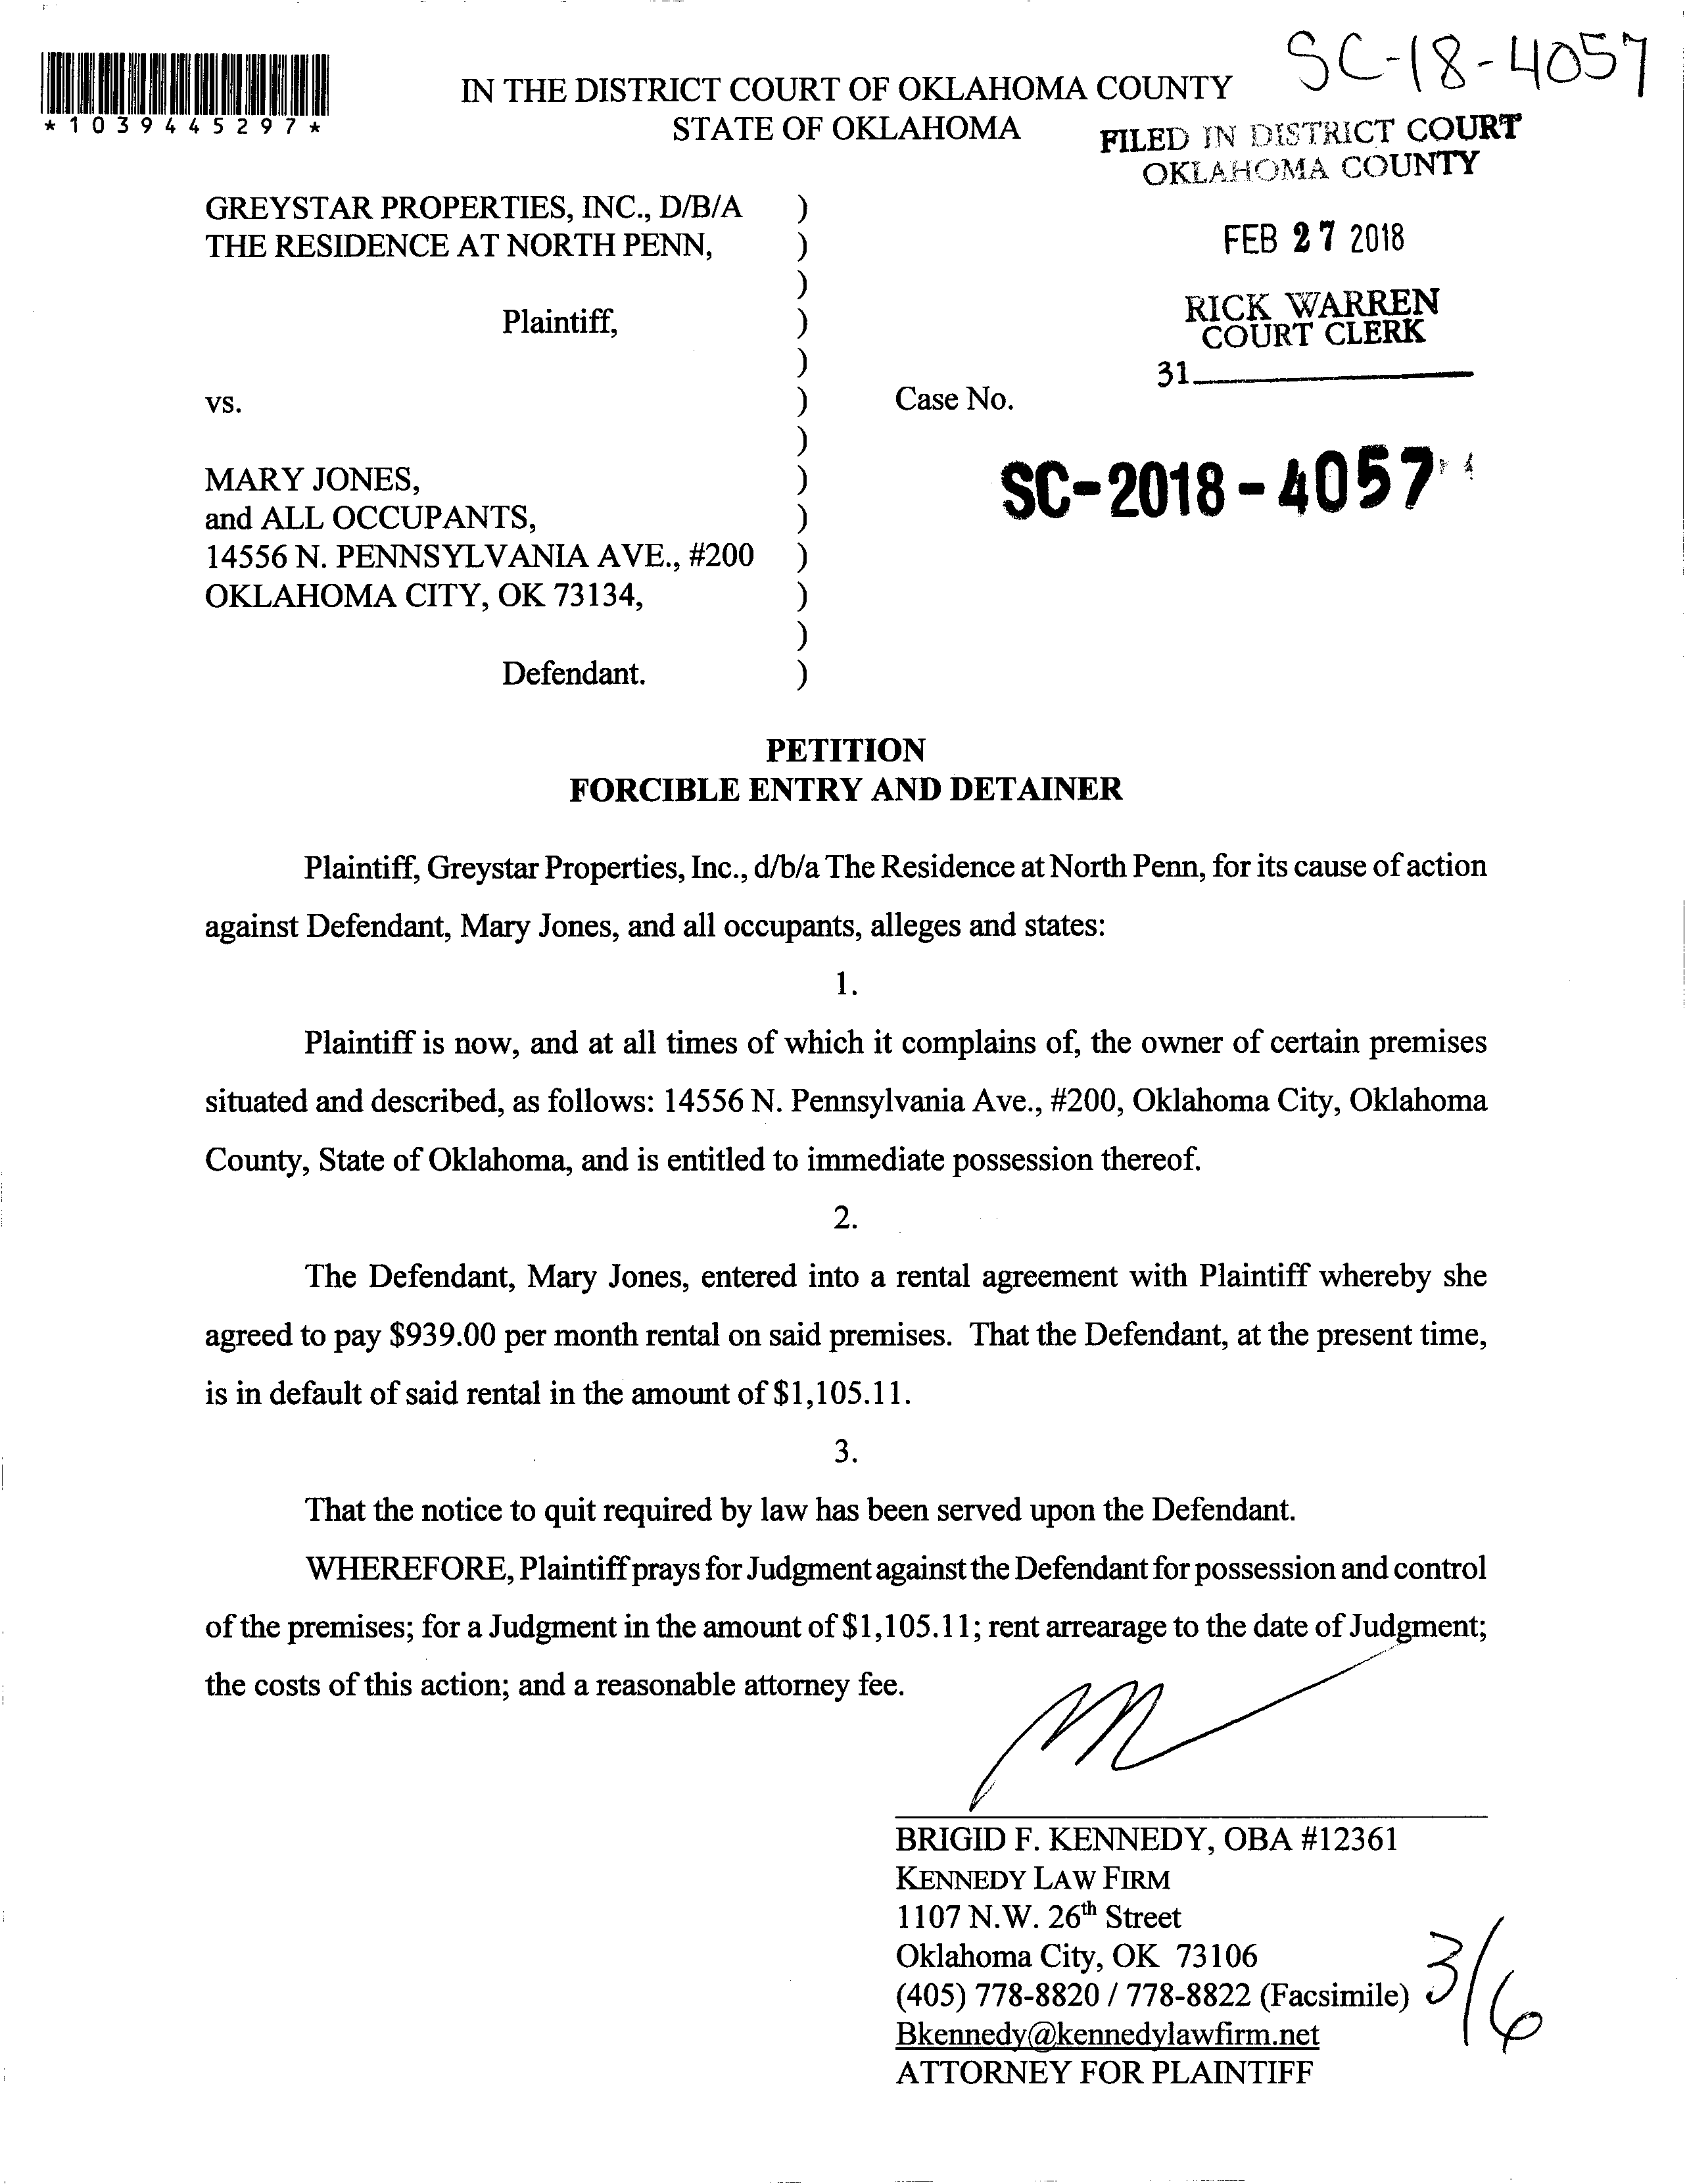 SC-18-4057
*1039445297*
IN THE DISTRICT COURT OF OKLAHOMA COUNTY
STATE OF OKLAHOMA
FILED IN DISTRICT COURT
OKLAHOMA COUNTY
FEB 27 2018
RICK WARREN
COURT CLERK
31
GREYSTAR PROPERTIES, INC., D/B/A )
THE RESIDENCE AT NORTH PENN, )
)
Plaintiff, )
)
vs. ) Case No.
)
SC-2018-4057
MARY JONES, )
and ALL OCCUPANTS, )
14556 N. PENNSYLVANIA AVE., #200 )
OKLAHOMA CITY, OK 73134, )
)
Defendant. )
PETITION
FORCIBLE ENTRY AND DETAINER
Plaintiff, Greystar Properties, Inc., d/b/a The Residence at North Penn, for its cause of action
against Defendant, Mary Jones, and all occupants, alleges and states:
1.
Plaintiff is now, and at all times of which it complains of, the owner of certain premises
situated and described, as follows: 14556 N. Pennsylvania Ave., #200, Oklahoma City, Oklahoma
County, State of Oklahoma, and is entitled to immediate possession thereof.
2.
The Defendant, Mary Jones, entered into a rental agreement with Plaintiff whereby she
agreed to pay $939.00 per month rental on said premises. That the Defendant, at the present time,
is in default of said rental in the amount of $1,105.11.
3.
That the notice to quit required by law has been served upon the Defendant.
WHEREFORE, Plaintiff prays for Judgment against the Defendant for possession and control
of the premises; for a Judgment in the amount of $1,105.11; rent arrearage to the date of Judgment;
the costs of this action; and a reasonable attorney fee.
BRIGID F. KENNEDY, OBA #12361
KENNEDY LAW FIRM
1107 N.W. 26th Street
Oklahoma City, OK 73106
(405) 778-8820 / 778-8822 (Facsimile)
Bkennedy@kennedylawfirm.net
ATTORNEY FOR PLAINTIFF
3/6